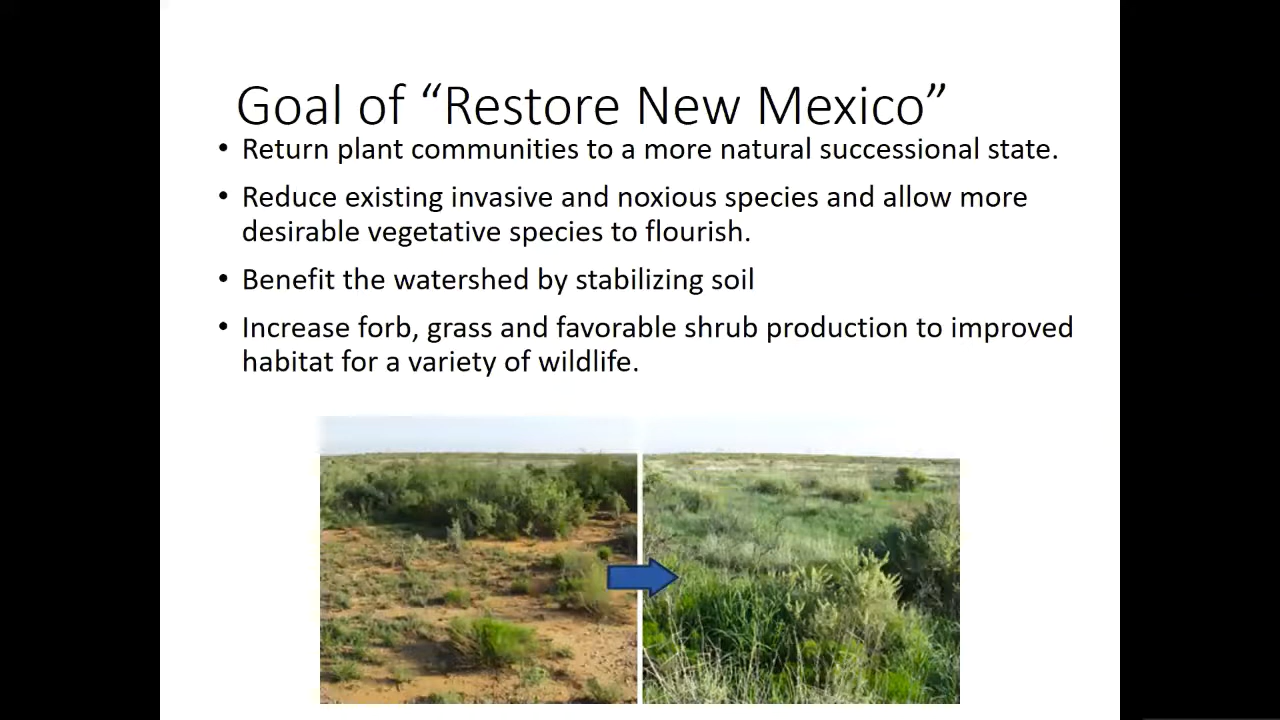 Goal of “Restore New Mexico”
• Return plant communities to a more natural successional state.
• Reduce existing invasive and noxious species and allow more
desirable vegetative species to flourish.
• Benefit the watershed by stabilizing soil
• Increase forb, grass and favorable shrub production to improved
habitat for a variety of wildlife.